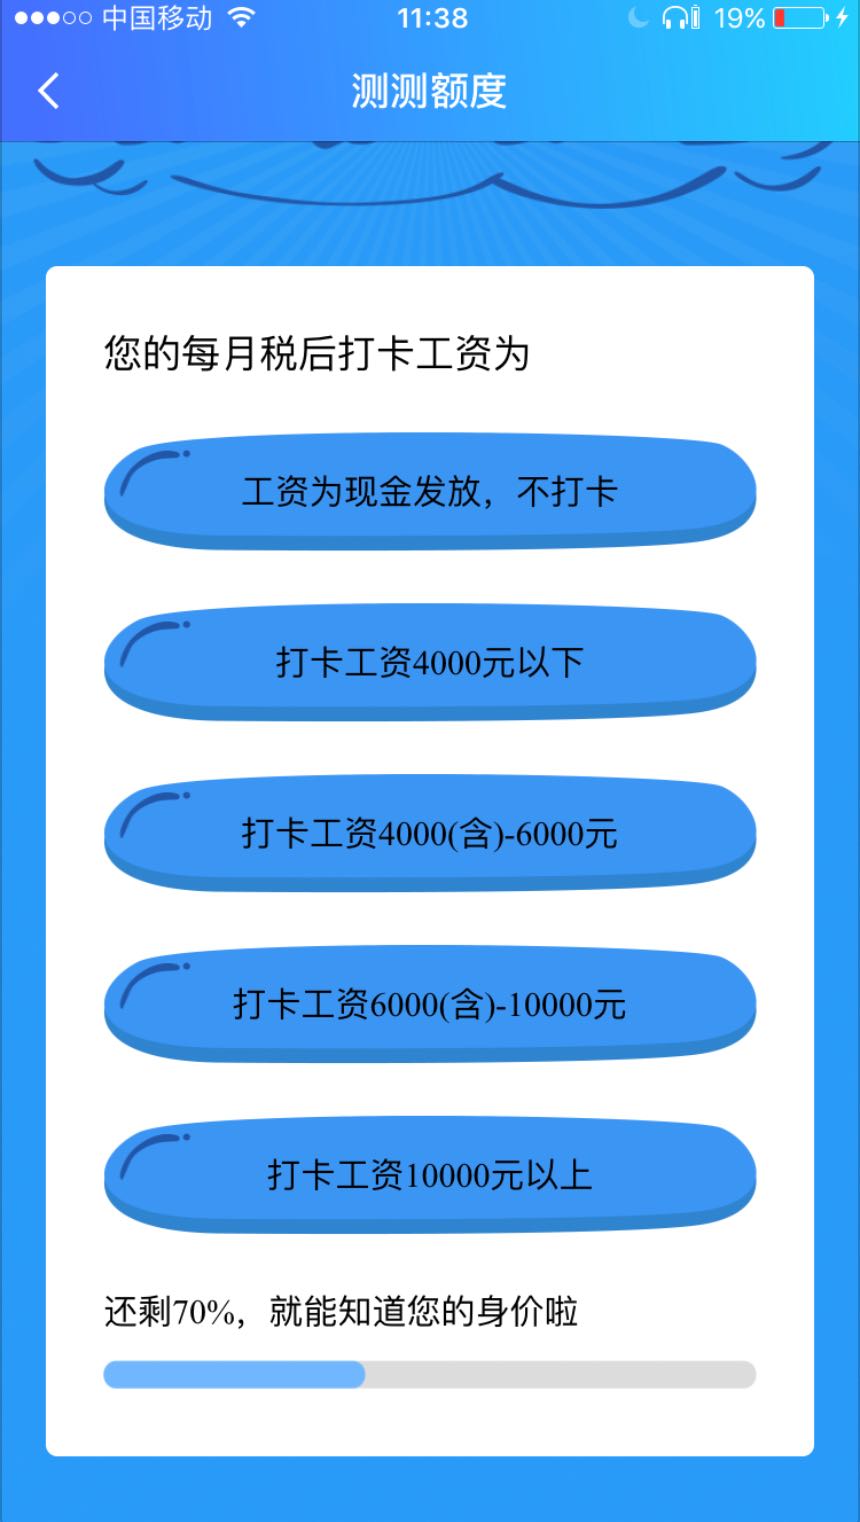 中国移动 11:38 19%
测测额度
您的每月税后打卡工资为
工资为现金发放，不打卡
打卡工资4000元以下
打卡工资4000(含)-6000元
打卡工资6000(含)-10000元
打卡工资10000元以上
还剩70%，就能知道您的身价啦